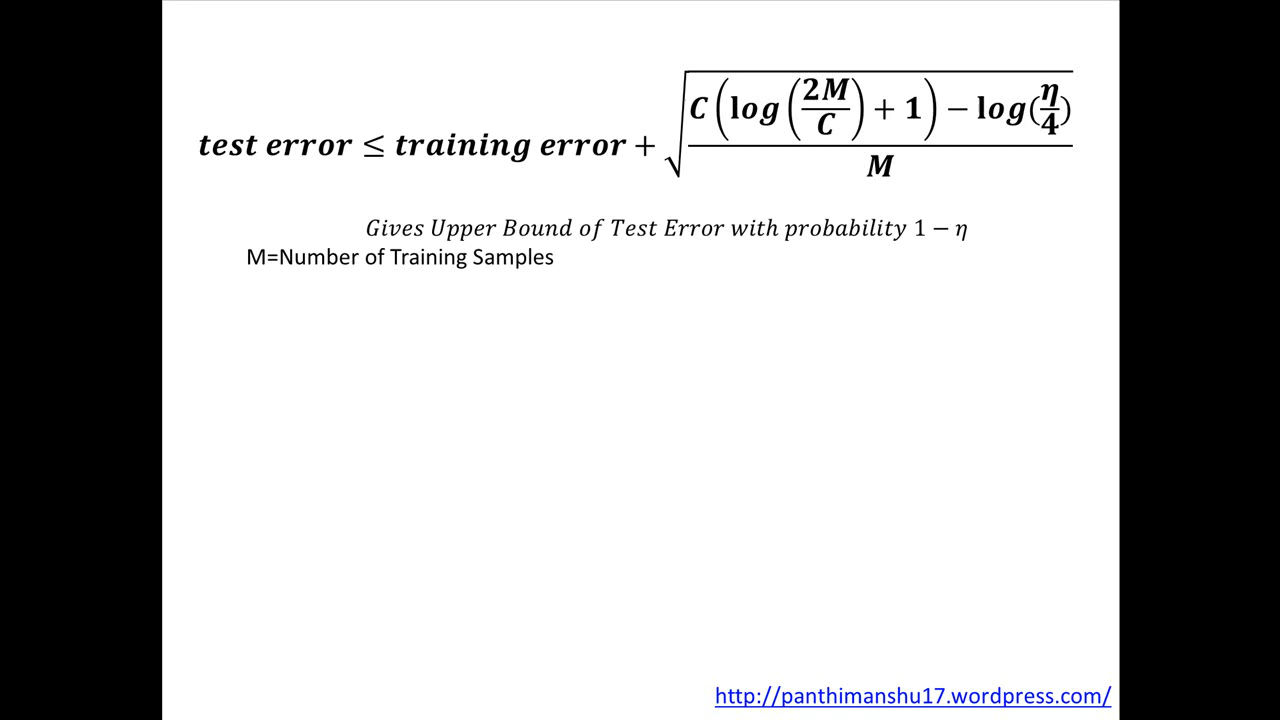 test error ≤ training error + √((C(log(2M/C) + 1) − log(η/4))/M)
Gives Upper Bound of Test Error with probability 1 − η
M=Number of Training Samples
http://panthimanshu17.wordpress.com/